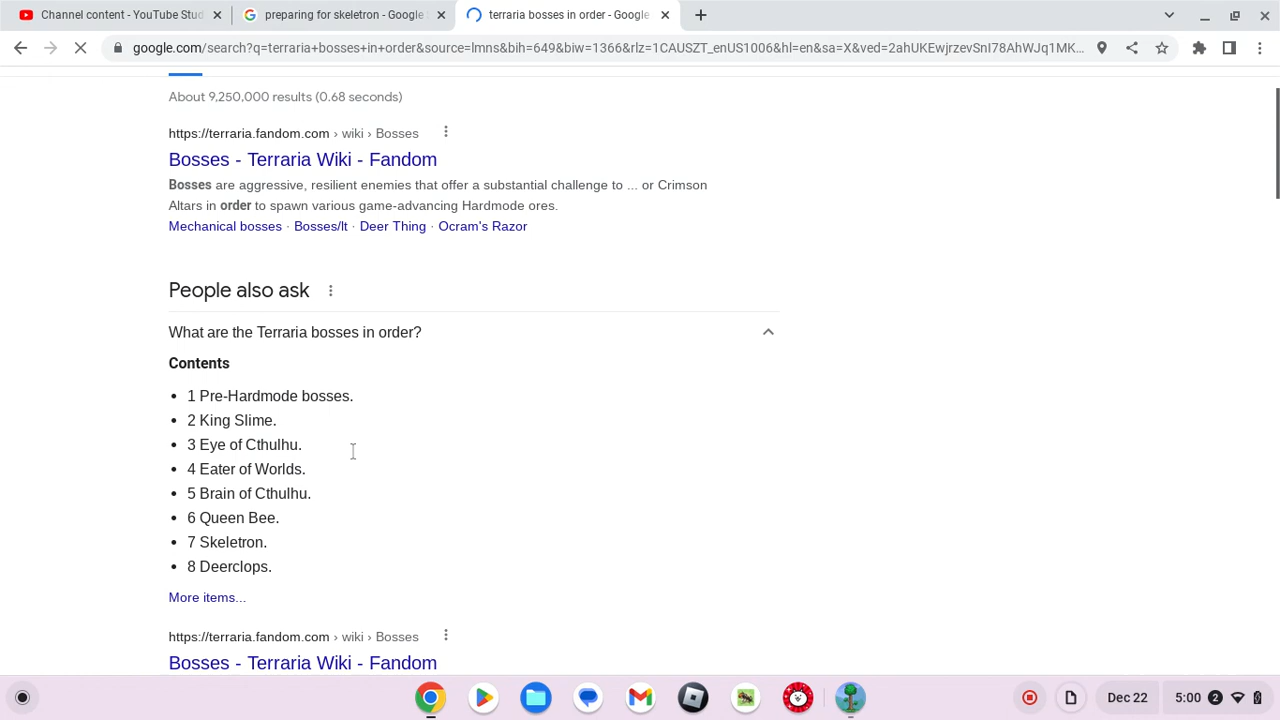 Channel content - YouTube Stud
preparing for skeletron - Google
terraria bosses in order - Google
google.com/search?q=terraria+bosses+in+order&source=lmns&bih=649&biw=1366&rlz=1CAUSZT_enUS1006&hl=en&sa=X&ved=2ahUKEwjrzevSnI78AhWJq1MK...
About 9,250,000 results (0.68 seconds)
https://terraria.fandom.com › wiki › Bosses
Bosses - Terraria Wiki - Fandom
Bosses are aggressive, resilient enemies that offer a substantial challenge to ... or Crimson
Altars in order to spawn various game-advancing Hardmode ores.
Mechanical bosses · Bosses/lt · Deer Thing · Ocram's Razor
People also ask
What are the Terraria bosses in order?
Contents
• 1 Pre-Hardmode bosses.
• 2 King Slime.
• 3 Eye of Cthulhu.
• 4 Eater of Worlds.
• 5 Brain of Cthulhu.
• 6 Queen Bee.
• 7 Skeletron.
• 8 Deerclops.
More items...
https://terraria.fandom.com › wiki › Bosses
Bosses - Terraria Wiki - Fandom
Dec 22
5:00 2